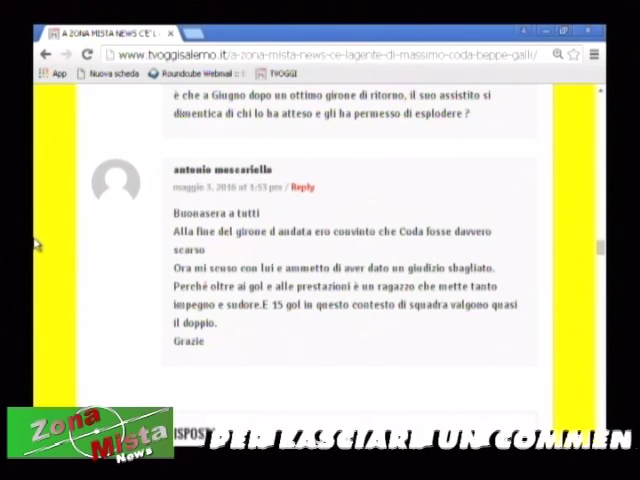 A ZONA MISTA NEWS C'E' L
www.tvoggisalerno.it/a-zona-mista-news-ce-lagente-di-massimo-coda-beppe-galli/
App Nuova scheda Roundcube Webmail :: TVOGGI
è che a Giugno dopo un ottimo girone di ritorno, il suo assistito si
dimentica di chi lo ha atteso e gli ha permesso di esplodere ?
antonio moscariello
maggio 3, 2016 at 1:53 pm / Reply
Buonasera a tutti
Alla fine del girone d andata ero convinto che Coda fosse davvero
scarso
Ora mi scuso con lui e ammetto di aver dato un giudizio sbagliato.
Perché oltre ai gol e alle prestazioni è un ragazzo che mette tanto
impegno e sudore.E 15 gol in questo contesto di squadra valgono quasi
il doppio.
Grazie
Zona
Mista
News
PER LASCIARE UN COMMEN